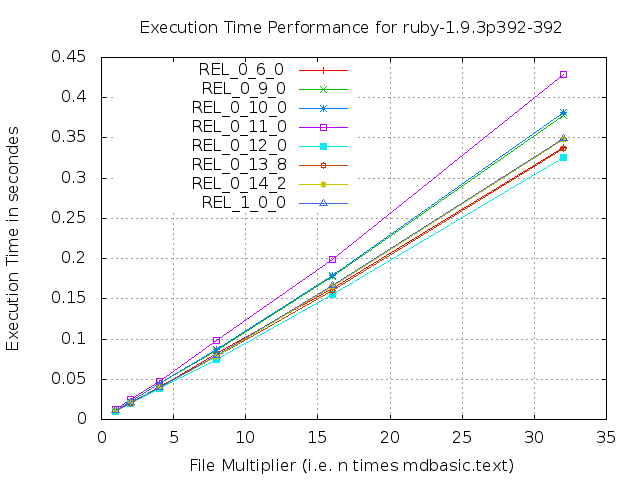 Execution Time Performance for ruby-1.9.3p392-392
Execution Time in secondes
0.45
0.4
0.35
0.3
0.25
0.2
0.15
0.1
0.05
0
REL_0_6_0
REL_0_9_0
REL_0_10_0
REL_0_11_0
REL_0_12_0
REL_0_13_8
REL_0_14_2
REL_1_0_0
0 5 10 15 20 25 30 35
File Multiplier (i.e. n times mdbasic.text)